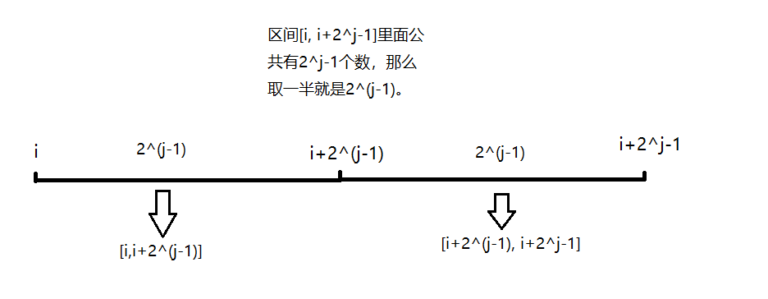 区间[i, i+2^j-1]里面公
共有2^j-1个数，那么
取一半就是2^(j-1)。
i 2^(j-1) i+2^(j-1) 2^(j-1) i+2^j-1
[i,i+2^(j-1)] [i+2^(j-1), i+2^j-1]